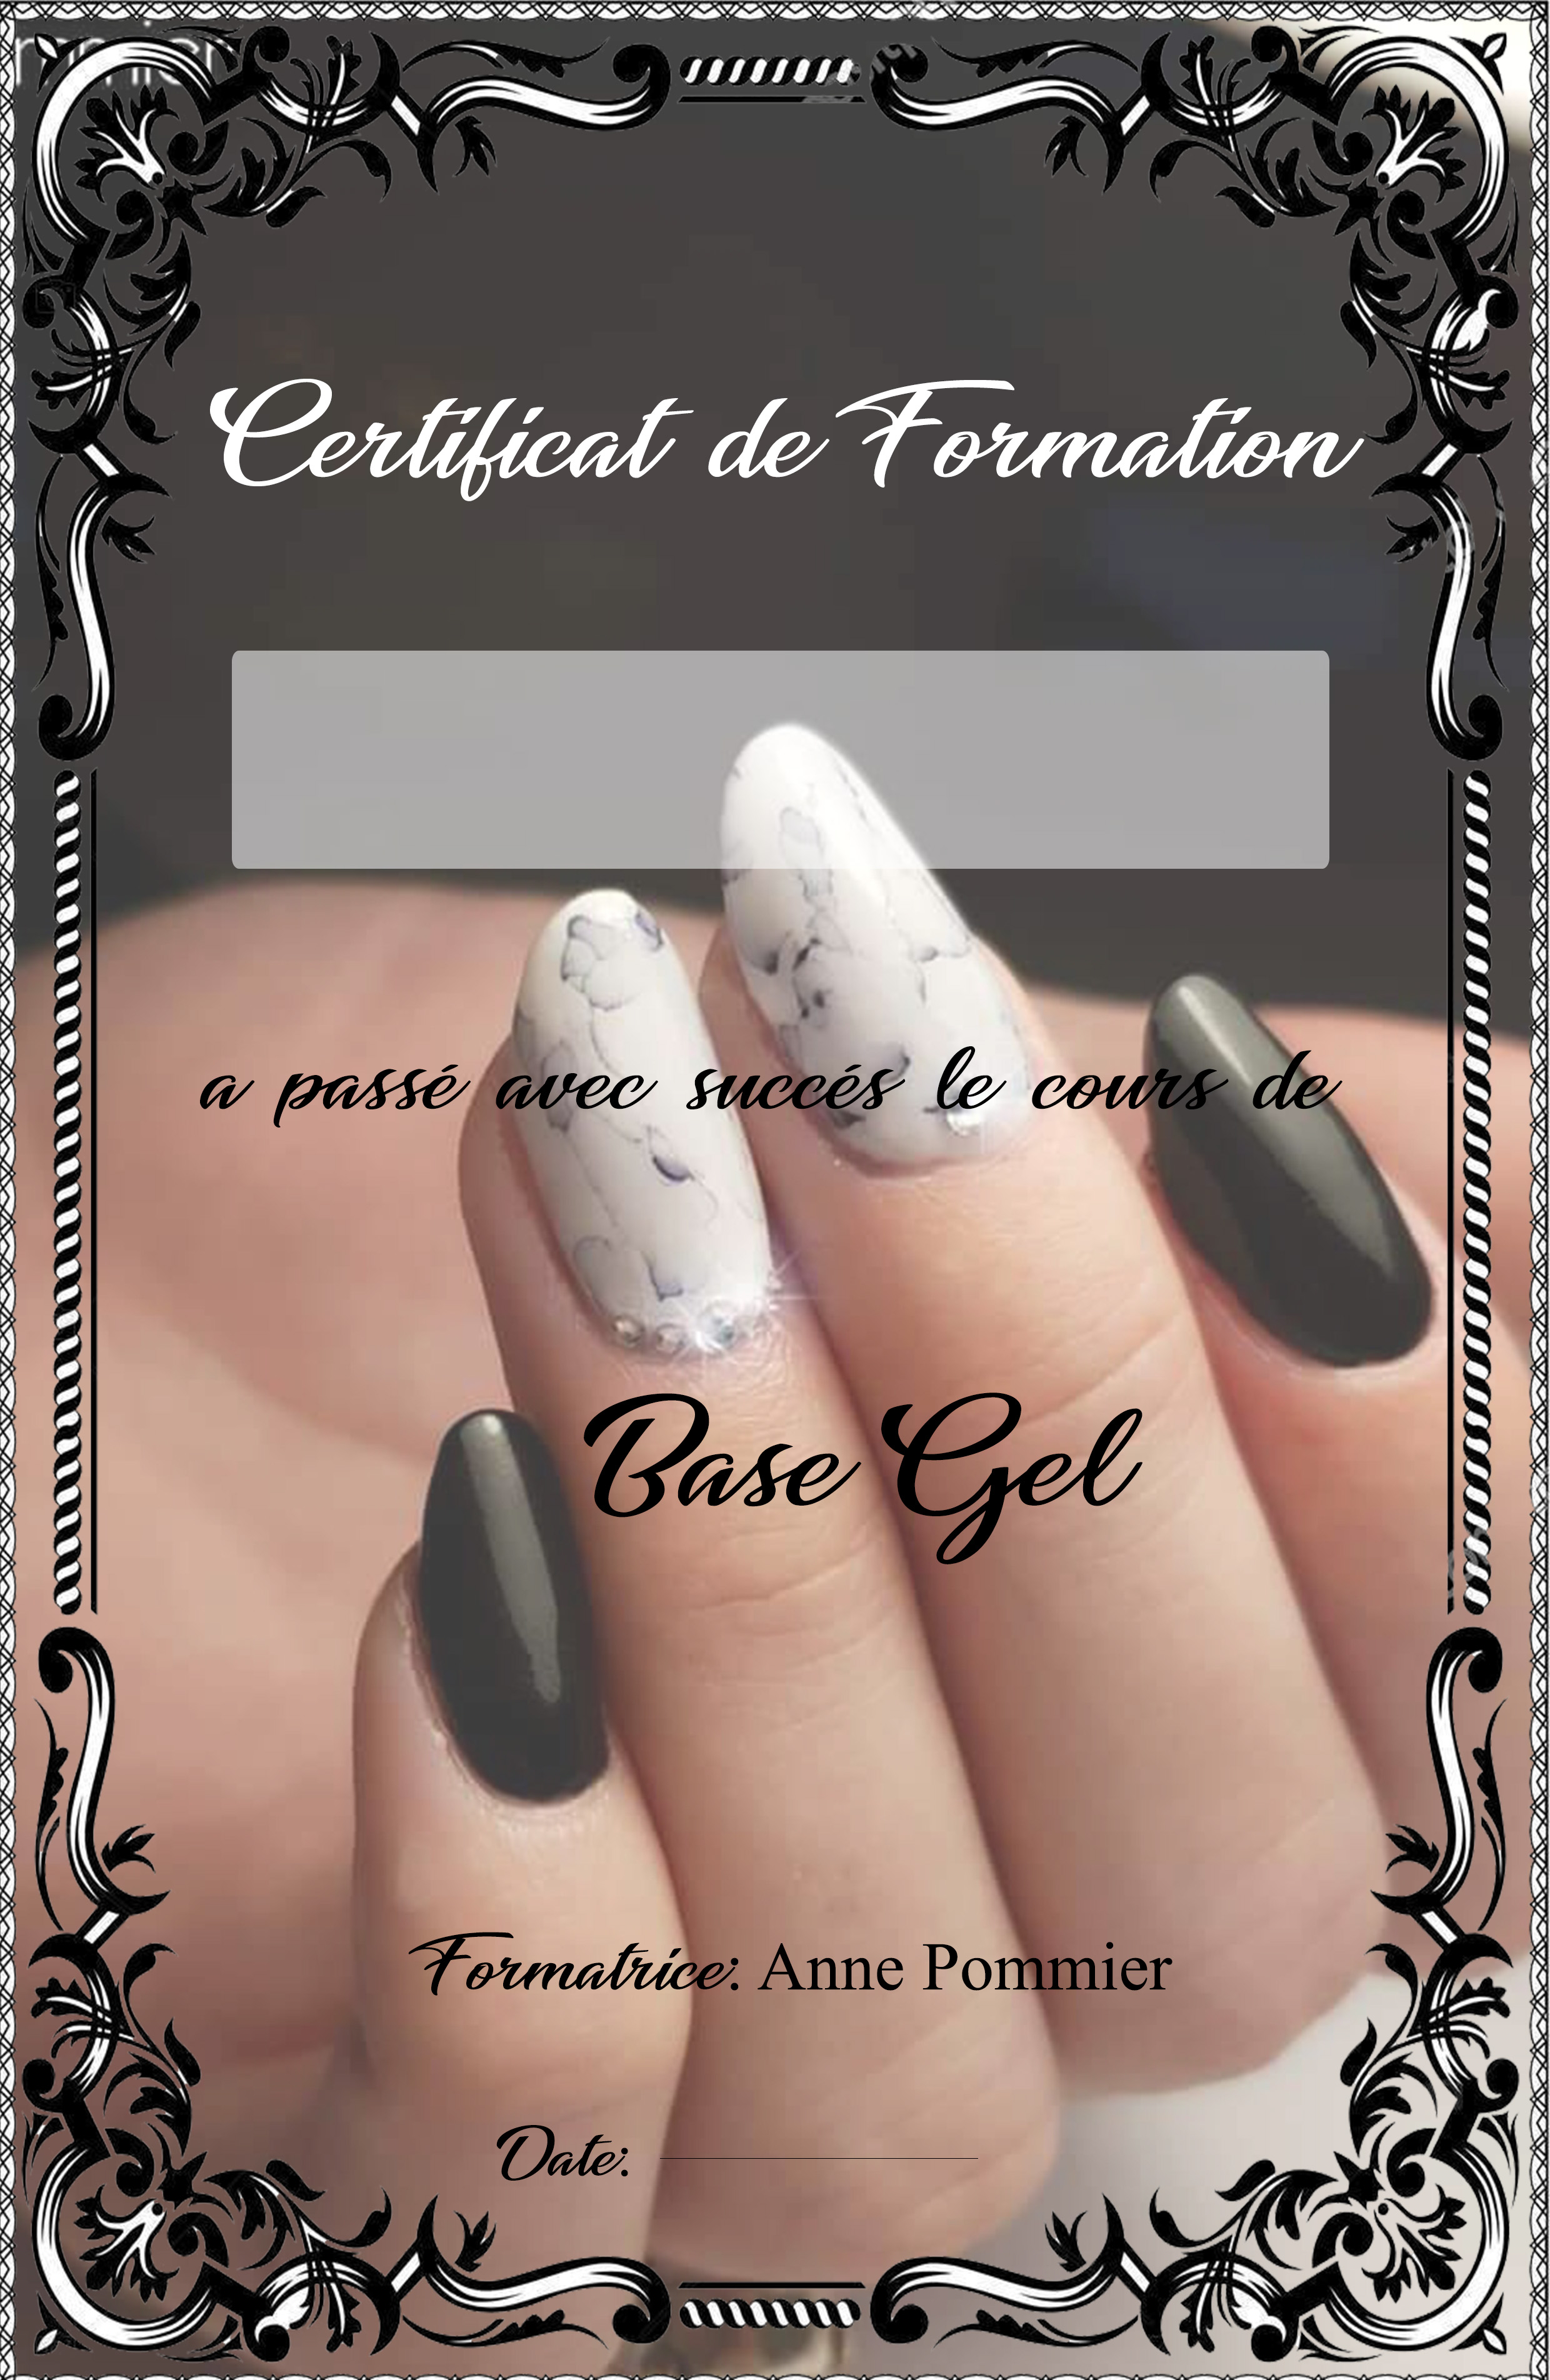 Certificat de Formation
a passé avec succés le cours de
Base Gel
Formatrice: Anne Pommier
Date: